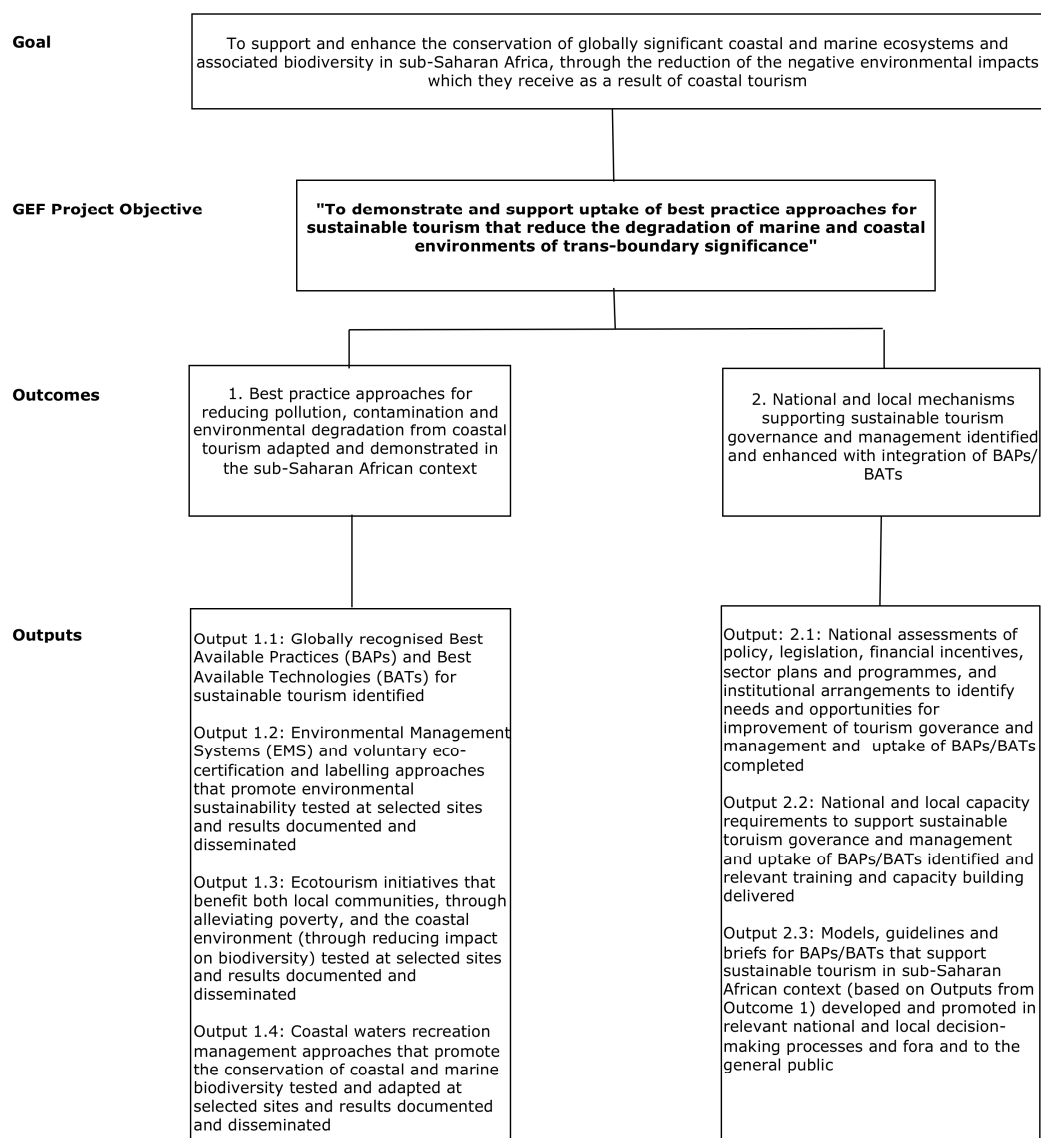 Goal
To support and enhance the conservation of globally significant coastal and marine ecosystems and
associated biodiversity in sub-Saharan Africa, through the reduction of the negative environmental impacts
which they receive as a result of coastal tourism
GEF Project Objective
"To demonstrate and support uptake of best practice approaches for
sustainable tourism that reduce the degradation of marine and coastal
environments of trans-boundary significance"
Outcomes
1. Best practice approaches for
reducing pollution, contamination and
environmental degradation from coastal
tourism adapted and demonstrated in
the sub-Saharan African context
2. National and local mechanisms
supporting sustainable tourism
governance and management identified
and enhanced with integration of BAPs/
BATs
Outputs
Output 1.1: Globally recognised Best
Available Practices (BAPs) and Best
Available Technologies (BATs) for
sustainable tourism identified
Output 1.2: Environmental Management
Systems (EMS) and voluntary eco-
certification and labelling approaches
that promote environmental
sustainability tested at selected sites
and results documented and
disseminated
Output 1.3: Ecotourism initiatives that
benefit both local communities, through
alleviating poverty, and the coastal
environment (through reducing impact
on biodiversity) tested at selected sites
and results documented and
disseminated
Output 1.4: Coastal waters recreation
management approaches that promote
the conservation of coastal and marine
biodiversity tested and adapted at
selected sites and results documented
and disseminated
Output: 2.1: National assessments of
policy, legislation, financial incentives,
sector plans and programmes, and
institutional arrangements to identify
needs and opportunities for
improvement of tourism goverance and
management and  uptake of BAPs/BATs
completed
Output 2.2: National and local capacity
requirements to support sustainable
toruism goverance and management
and uptake of BAPs/BATs identified and
relevant training and capacity building
delivered
Output 2.3: Models, guidelines and
briefs for BAPs/BATs that support
sustainable tourism in sub-Saharan
African context (based on Outputs from
Outcome 1) developed and promoted in
relevant national and local decision-
making processes and fora and to the
general public